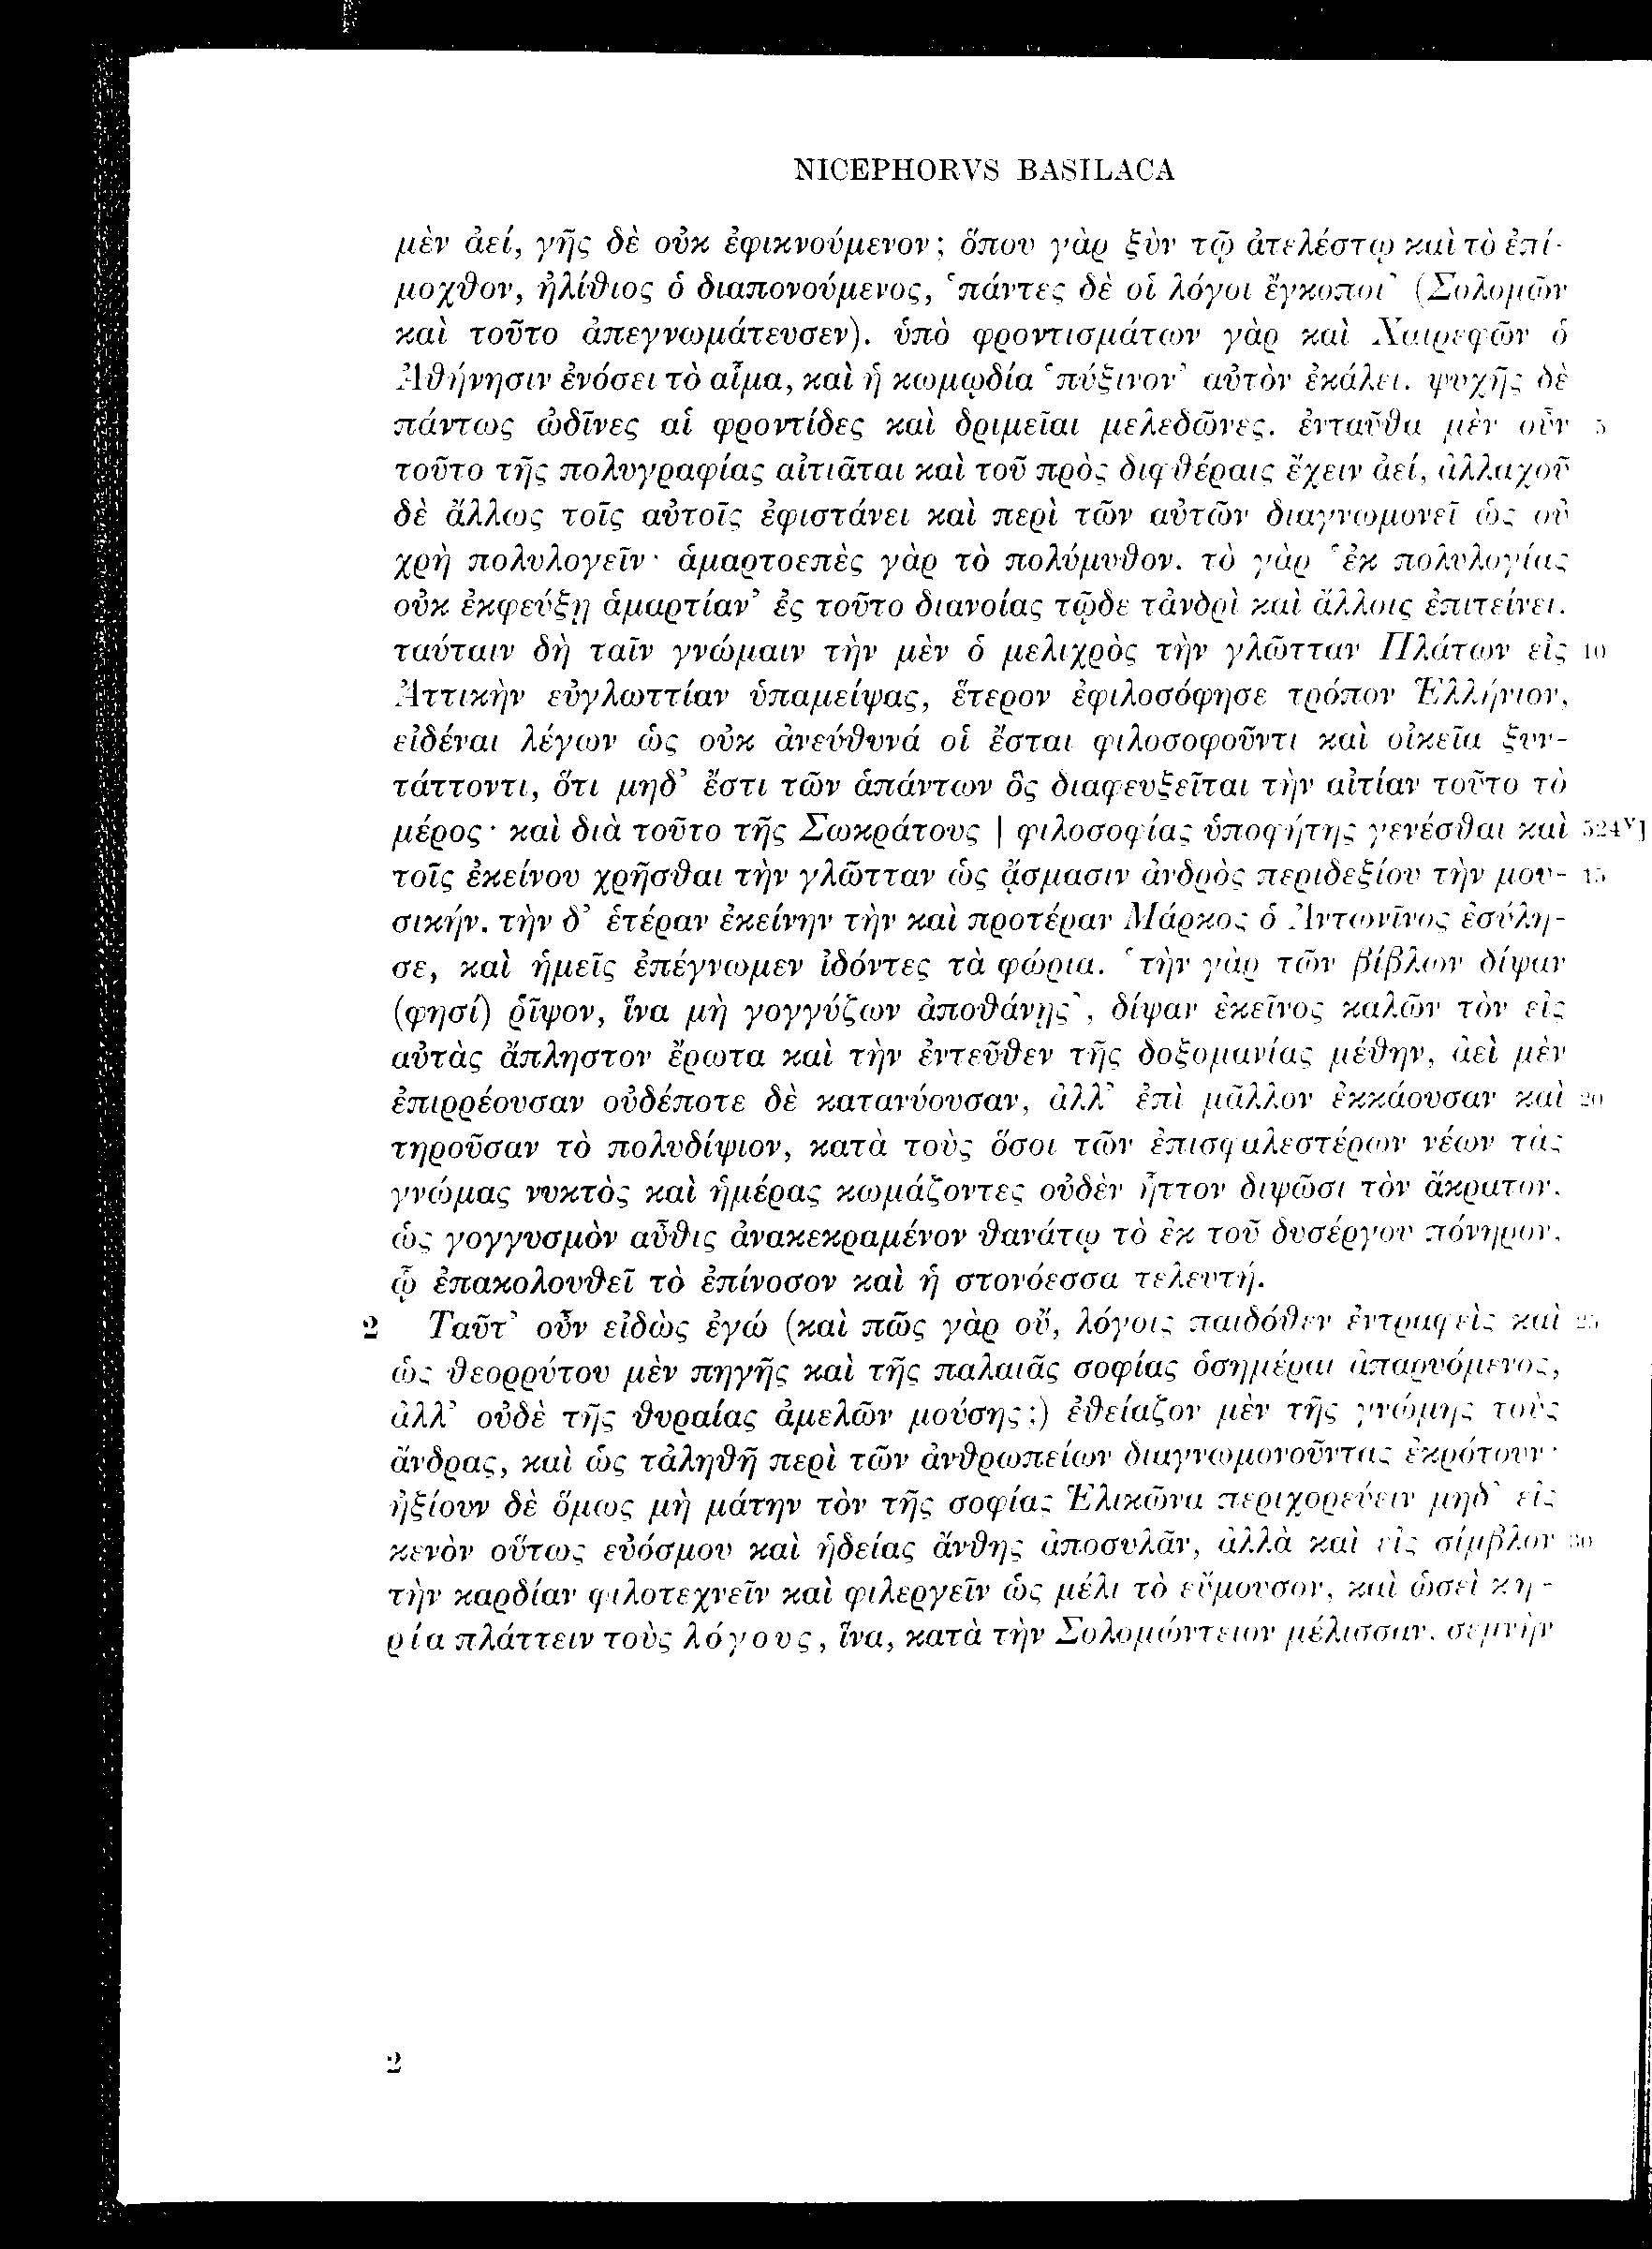 NICEPHORVS BASILACA
μὲν ἀεί, γῆς δὲ οὐκ ἐφικνούμενον; ὅπου γὰρ ξὺν τῷ ἀτελέστῳ καὶ τὸ ἐπί-
μοχθον, ἠλίθιος ὁ διαπονούμενος, ‘πάντες δὲ οἱ λόγοι ἔγκοποι’ (Σολομῶν
καὶ τοῦτο ἀπεγνωμάτευσεν). ὑπὸ φροντισμάτων γὰρ καὶ Χαιρεφῶν ὁ
Ἀθήνησιν ἐνόσει τὸ αἷμα, καὶ ἡ κωμῳδία ‘πύξινον’ αὐτὸν ἐκάλει. ψυχῆς δὲ
πάντως ὠδῖνες αἱ φροντίδες καὶ δριμεῖαι μελεδῶνες. ἐνταῦθα μὲν οὖν 5
τοῦτο τῆς πολυγραφίας αἰτιᾶται καὶ τοῦ πρὸς διφθέραις ἔχειν ἀεί, ἀλλαχοῦ
δὲ ἄλλως τοῖς αὐτοῖς ἐφιστάνει καὶ περὶ τῶν αὐτῶν διαγνωμονεῖ ὡς οὐ
χρὴ πολυλογεῖν· ἁμαρτοεπὲς γὰρ τὸ πολύμυθον. τὸ γὰρ ‘ἐκ πολυλογίας
οὐκ ἐκφεύξῃ ἁμαρτίαν’ ἐς τοῦτο διανοίας τῷδε τἀνδρὶ καὶ ἄλλοις ἐπιτείνει.
ταύταιν δὴ ταῖν γνώμαιν τὴν μὲν ὁ μελιχρὸς τὴν γλῶτταν Πλάτων εἰς 10
Ἀττικὴν εὐγλωττίαν ὑπαμείψας, ἕτερον ἐφιλοσόφησε τρόπον Ἑλλήνιον,
εἰδέναι λέγων ὡς οὐκ ἀνεύθυνά οἱ ἔσται φιλοσοφοῦντι καὶ οἰκεῖα ξυν-
τάττοντι, ὅτι μηδ’ ἔστι τῶν ἁπάντων ὃς διαφευξεῖται τὴν αἰτίαν τοῦτο τὸ
μέρος· καὶ διὰ τοῦτο τῆς Σωκράτους | φιλοσοφίας ὑποφήτης γενέσθαι καὶ 524ᵛ]
τοῖς ἐκείνου χρῆσθαι τὴν γλῶτταν ὡς ᾄσμασιν ἀνδρὸς περιδεξίου τὴν μου- 15
σικήν. τὴν δ’ ἑτέραν ἐκείνην τὴν καὶ προτέραν Μάρκος ὁ Ἀντωνῖνος ἐσύλη-
σε, καὶ ἡμεῖς ἐπέγνωμεν ἰδόντες τὰ φώρια. ‘τὴν γὰρ τῶν βίβλων δίψαν
(φησί) ῥῖψον, ἵνα μὴ γογγύζων ἀποθάνῃς’, δίψαν ἐκεῖνος καλῶν τὸν εἰς
αὐτὰς ἄπληστον ἔρωτα καὶ τὴν ἐντεῦθεν τῆς δοξομανίας μέθην, ἀεὶ μὲν
ἐπιρρέουσαν οὐδέποτε δὲ κατανύουσαν, ἀλλ’ ἐπὶ μᾶλλον ἐκκάουσαν καὶ 20
τηροῦσαν τὸ πολυδίψιον, κατὰ τοὺς ὅσοι τῶν ἐπισφαλεστέρων νέων τὰς
γνώμας νυκτὸς καὶ ἡμέρας κωμάζοντες οὐδὲν ἧττον διψῶσι τὸν ἄκρατον.
ὡς γογγυσμὸν αὖθις ἀνακεκραμένον θανάτῳ τὸ ἐκ τοῦ δυσέργου πόνηρον,
ᾧ ἐπακολουθεῖ τὸ ἐπίνοσον καὶ ἡ στονόεσσα τελευτή.
2 Ταῦτ’ οὖν εἰδὼς ἐγώ (καὶ πῶς γὰρ οὔ, λόγοις παιδόθεν ἐντραφεὶς καὶ 25
ὡς θεορρύτου μὲν πηγῆς καὶ τῆς παλαιᾶς σοφίας ὁσημέραι ἀπαρυόμενος,
ἀλλ’ οὐδὲ τῆς θυραίας ἀμελῶν μούσης;) ἐθείαζον μὲν τῆς γνώμης τοὺς
ἄνδρας, καὶ ὡς τἀληθῆ περὶ τῶν ἀνθρωπείων διαγνωμονοῦντας ἐκρότουν·
ἠξίουν δὲ ὅμως μὴ μάτην τὸν τῆς σοφίας Ἑλικῶνα περιχορεύειν μηδ’ εἰς
κενὸν οὕτως εὐόσμου καὶ ἡδείας ἄνθης ἀποσυλᾶν, ἀλλὰ καὶ εἰς σίμβλον 30
τὴν καρδίαν φιλοτεχνεῖν καὶ φιλεργεῖν ὡς μέλι τὸ εὔμουσον, καὶ ὡσεὶ κη-
ρία πλάττειν τοὺς λόγους, ἵνα, κατὰ τὴν Σολομώντειον μέλισσαν, σεμνὴν
2